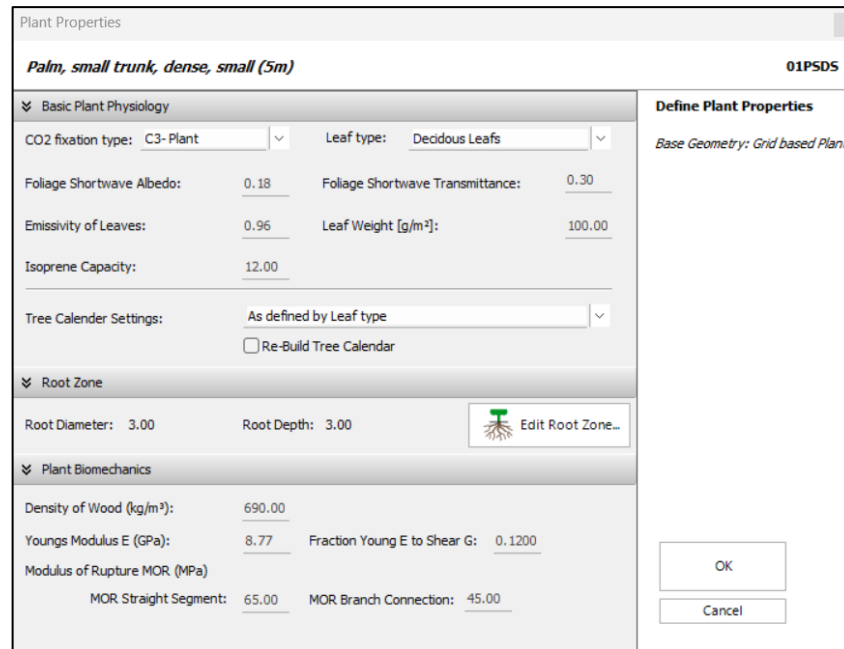 Plant Properties
Palm, small trunk, dense, small (5m)
01PSDS
Basic Plant Physiology
CO2 fixation type: C3-Plant
Leaf type: Decidous Leafs
Foliage Shortwave Albedo: 0.18
Foliage Shortwave Transmittance: 0.30
Emissivity of Leaves: 0.96
Leaf Weight [g/m²]: 100.00
Isoprene Capacity: 12.00
Tree Calender Settings: As defined by Leaf type
Re-Build Tree Calendar
Root Zone
Root Diameter: 3.00
Root Depth: 3.00
Edit Root Zone...
Plant Biomechanics
Density of Wood (kg/m³): 690.00
Youngs Modulus E (GPa): 8.77
Fraction Young E to Shear G: 0.1200
Modulus of Rupture MOR (MPa)
MOR Straight Segment: 65.00
MOR Branch Connection: 45.00
Define Plant Properties
Base Geometry: Grid based Plant
OK
Cancel